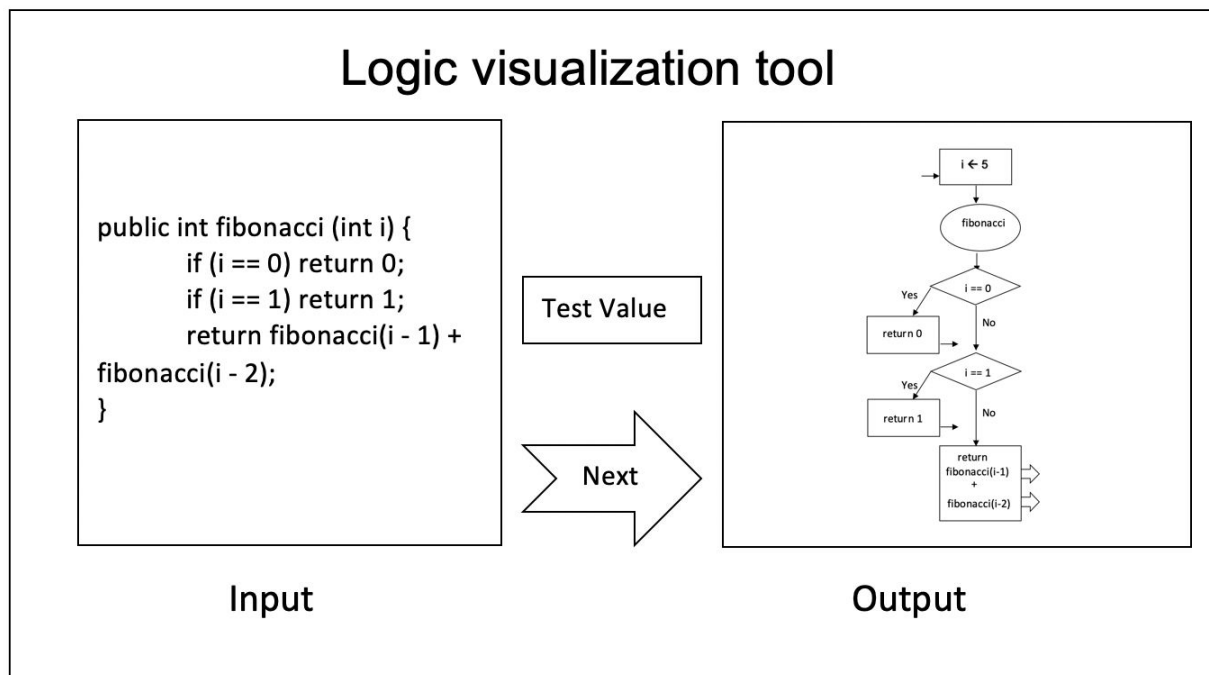 Logic visualization tool
public int fibonacci (int i) {
if (i == 0) return 0;
if (i == 1) return 1;
return fibonacci(i - 1) +
fibonacci(i - 2);
}
Test Value
Next
i ← 5
fibonacci
i == 0
Yes
No
return 0
i == 1
Yes
No
return 1
return
fibonacci(i-1)
+
fibonacci(i-2)
Input
Output